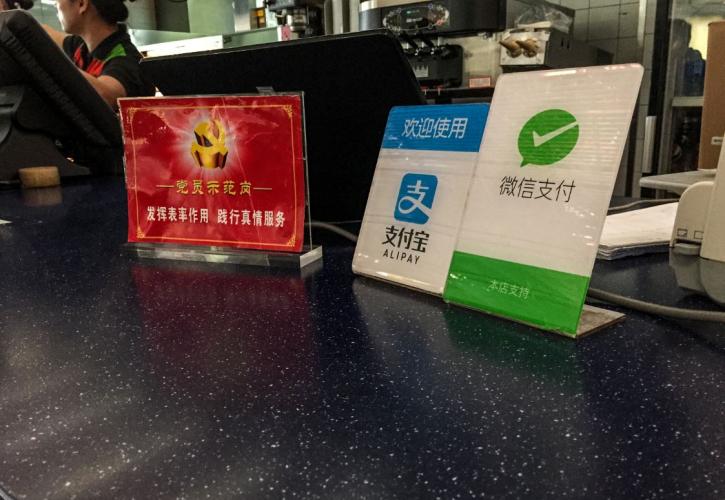 党员示范岗
发挥表率作用 践行真情服务
欢迎使用
支
支付宝
ALIPAY
微信支付
本店支持